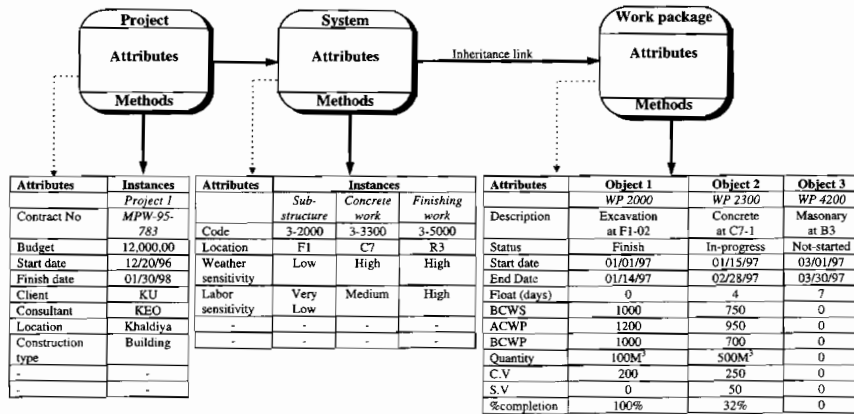 Project
Attributes
Methods
System
Attributes
Methods
Inheritance link
Work package
Attributes
Methods
Attributes Instances
Project 1
Contract No MPW-95-
783
Budget 12,000.00
Start date 12/20/96
Finish date 01/30/98
Client KU
Consultant KEO
Location Khaldiya
Construction Building
type
- -
- -
Attributes Instances
Sub- Concrete Finishing
structure work work
Code 3-2000 3-3300 3-5000
Location F1 C7 R3
Weather Low High High
sensitivity
Labor Very Medium High
sensitivity Low
- - - -
- - - -
Attributes Object 1 Object 2 Object 3
WP 2000 WP 2300 WP 4200
Description Excavation Concrete Masonary
at F1-02 at C7-1 at B3
Status Finish In-progress Not-started
Start date 01/01/97 01/15/97 03/01/97
End Date 01/14/97 02/28/97 03/30/97
Float (days) 0 4 7
BCWS 1000 750 0
ACWP 1200 950 0
BCWP 1000 700 0
Quantity 100M³ 500M³ 0
C.V 200 250 0
S.V 0 50 0
%completion 100% 32% 0